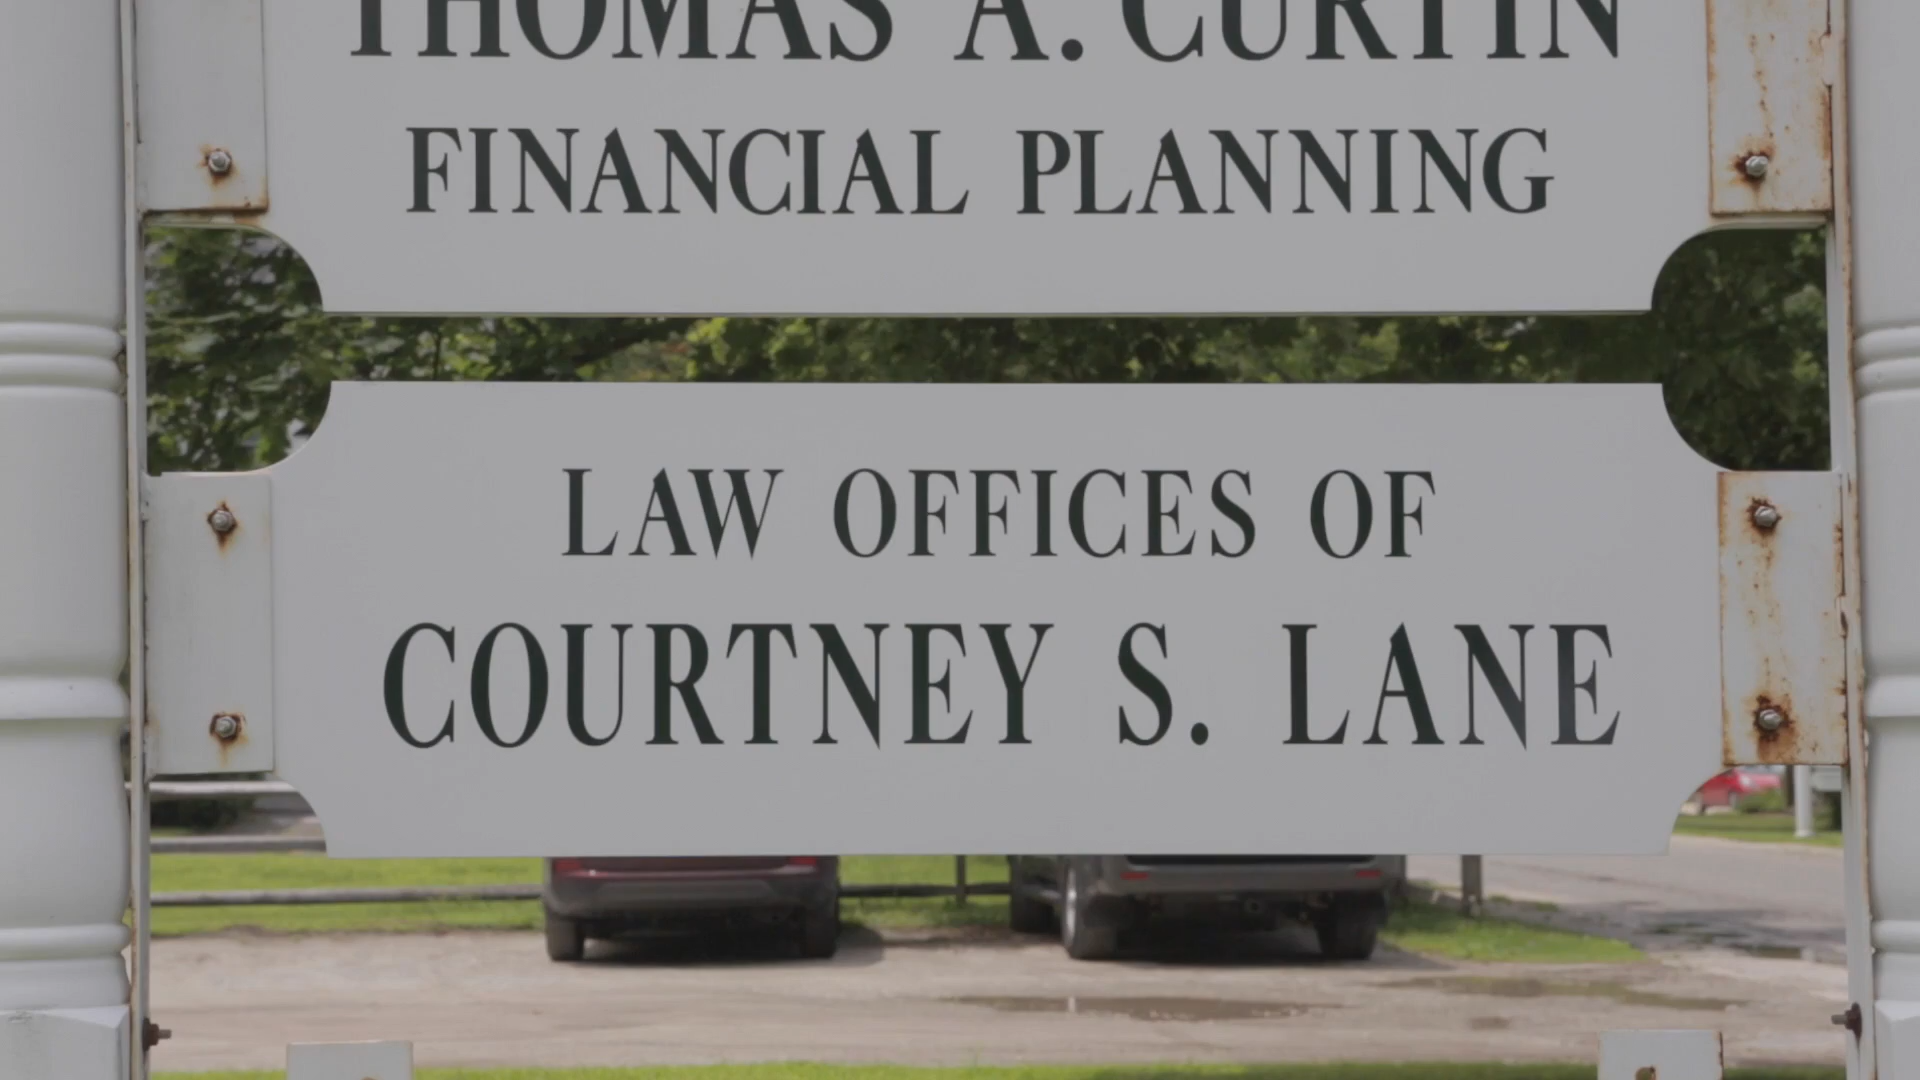 THOMAS A. CURTIN
FINANCIAL PLANNING
LAW OFFICES OF
COURTNEY S. LANE